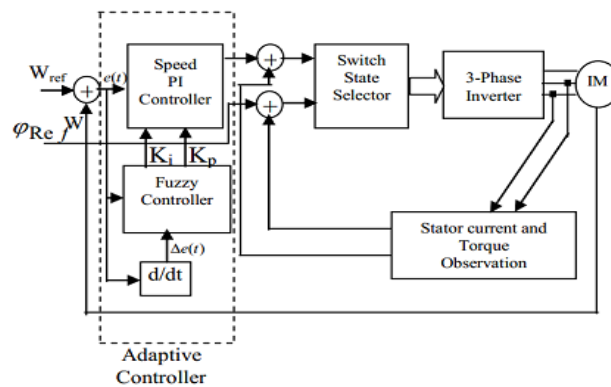 W_ref
e(t)
Speed
PI
Controller
+
+
+
Switch
State
Selector
3-Phase
Inverter
IM
W
φ_Re f
K_i K_p
Fuzzy
Controller
Δe(t)
d/dt
Stator current and
Torque
Observation
Adaptive
Controller